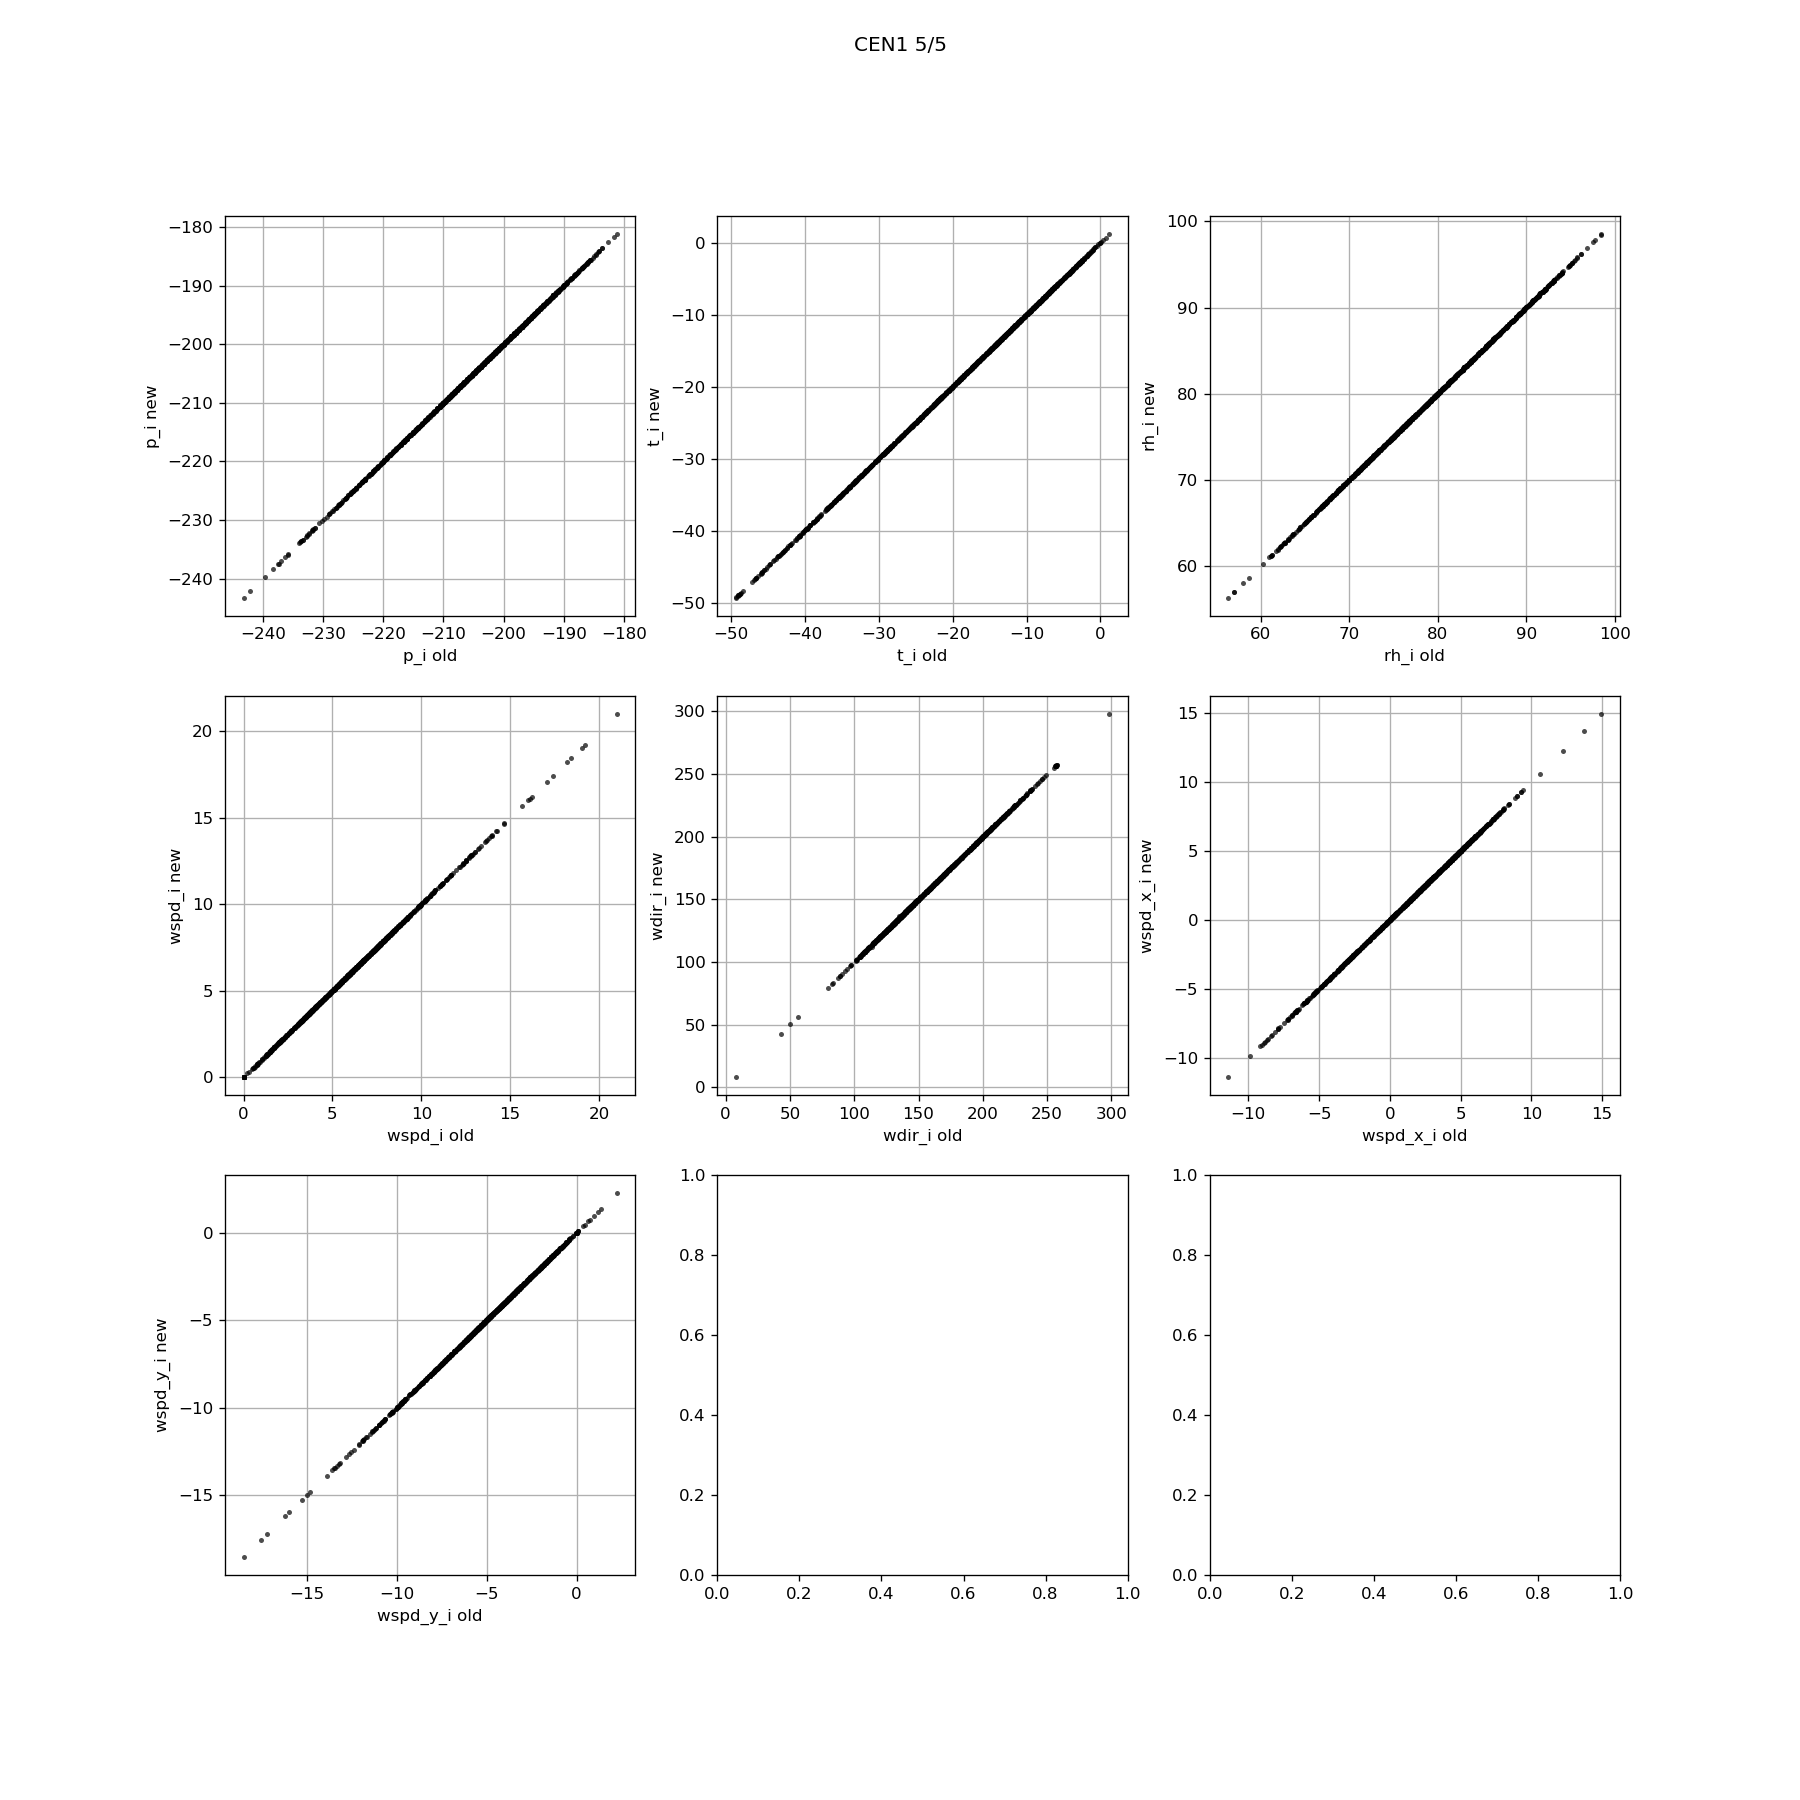 CEN1 5/5
−180
−190
−200
−210
−220
−230
−240
p_i new
−240 −230 −220 −210 −200 −190 −180
p_i old
0
−10
−20
−30
−40
−50
t_i new
−50 −40 −30 −20 −10 0
t_i old
100
90
80
70
60
rh_i new
60 70 80 90 100
rh_i old
20
15
10
5
0
wspd_i new
0 5 10 15 20
wspd_i old
300
250
200
150
100
50
0
wdir_i new
0 50 100 150 200 250 300
wdir_i old
15
10
5
0
−5
−10
wspd_x_i new
−10 −5 0 5 10 15
wspd_x_i old
0
−5
−10
−15
wspd_y_i new
−15 −10 −5 0
wspd_y_i old
1.0
0.8
0.6
0.4
0.2
0.0
0.0 0.2 0.4 0.6 0.8 1.0
1.0
0.8
0.6
0.4
0.2
0.0
0.0 0.2 0.4 0.6 0.8 1.0